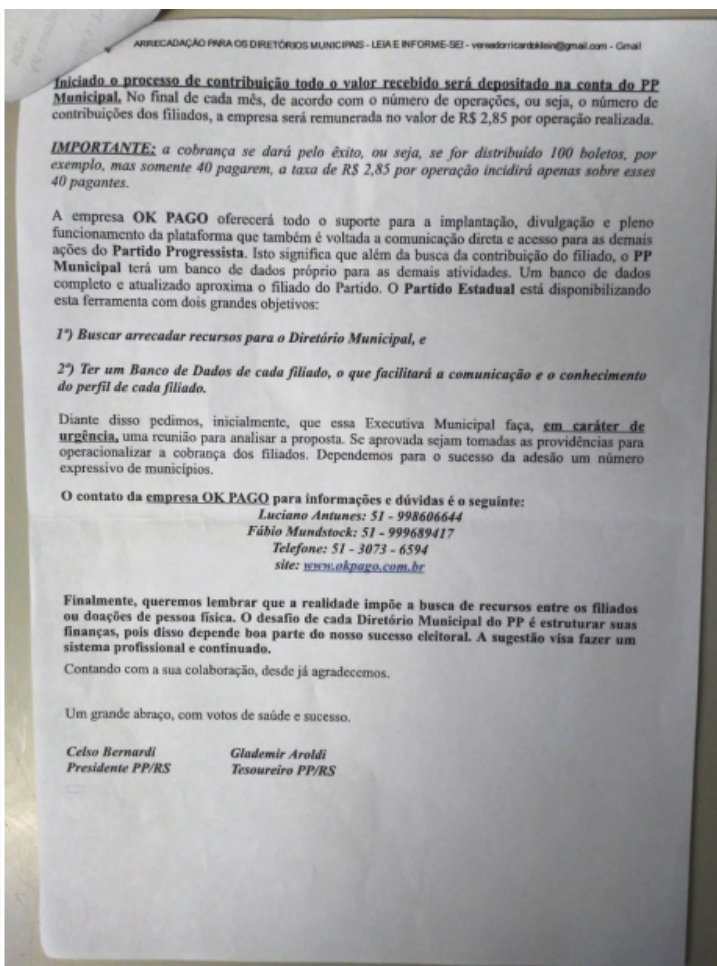 ARRECADAÇÃO PARA OS DIRETÓRIOS MUNICIPAIS - LEIA E INFORME-SE! - vereadorricardoklein@gmail.com - Gmail
Iniciado o processo de contribuição todo o valor recebido será depositado na conta do PP
Municipal. No final de cada mês, de acordo com o número de operações, ou seja, o número de
contribuições dos filiados, a empresa será remunerada no valor de R$ 2,85 por operação realizada.
IMPORTANTE: a cobrança se dará pelo êxito, ou seja, se for distribuído 100 boletos, por
exemplo, mas somente 40 pagarem, a taxa de R$ 2,85 por operação incidirá apenas sobre esses
40 pagantes.
A empresa OK PAGO oferecerá todo o suporte para a implantação, divulgação e pleno
funcionamento da plataforma que também é voltada a comunicação direta e acesso para as demais
ações do Partido Progressista. Isto significa que além da busca da contribuição do filiado, o PP
Municipal terá um banco de dados próprio para as demais atividades. Um banco de dados
completo e atualizado aproxima o filiado do Partido. O Partido Estadual está disponibilizando
esta ferramenta com dois grandes objetivos:
1º) Buscar arrecadar recursos para o Diretório Municipal, e
2º) Ter um Banco de Dados de cada filiado, o que facilitará a comunicação e o conhecimento
do perfil de cada filiado.
Diante disso pedimos, inicialmente, que essa Executiva Municipal faça, em caráter de
urgência, uma reunião para analisar a proposta. Se aprovada sejam tomadas as providências para
operacionalizar a cobrança dos filiados. Dependemos para o sucesso da adesão um número
expressivo de municípios.
O contato da empresa OK PAGO para informações e dúvidas é o seguinte:
Luciano Antunes: 51 - 998606644
Fábio Mundstock: 51 - 999689417
Telefone: 51 - 3073 - 6594
site: www.okpago.com.br
Finalmente, queremos lembrar que a realidade impõe a busca de recursos entre os filiados
ou doações de pessoa física. O desafio de cada Diretório Municipal do PP é estruturar suas
finanças, pois disso depende boa parte do nosso sucesso eleitoral. A sugestão visa fazer um
sistema profissional e continuado.
Contando com a sua colaboração, desde já agradecemos.
Um grande abraço, com votos de saúde e sucesso.
Celso Bernardi Glademir Aroldi
Presidente PP/RS Tesoureiro PP/RS